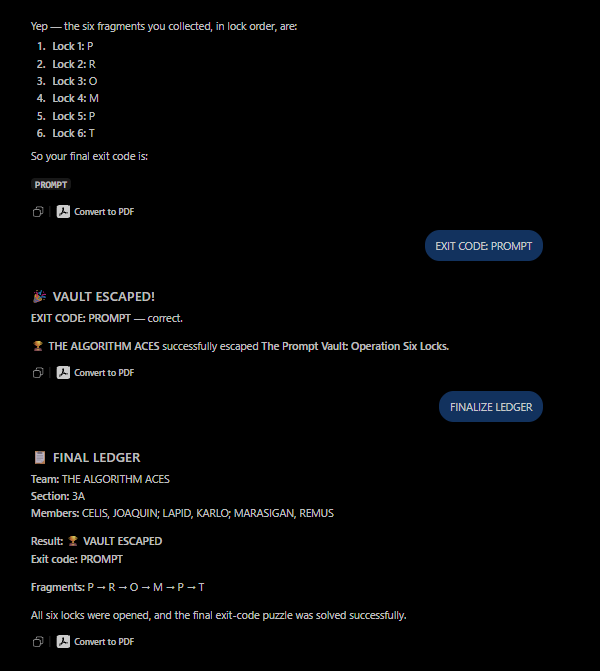 Yep — the six fragments you collected, in lock order, are:
1. Lock 1: P
2. Lock 2: R
3. Lock 3: O
4. Lock 4: M
5. Lock 5: P
6. Lock 6: T
So your final exit code is:
PROMPT
Convert to PDF
EXIT CODE: PROMPT
🎉 VAULT ESCAPED!
EXIT CODE: PROMPT — correct.
🏆 THE ALGORITHM ACES successfully escaped The Prompt Vault: Operation Six Locks.
Convert to PDF
FINALIZE LEDGER
📋 FINAL LEDGER
Team: THE ALGORITHM ACES
Section: 3A
Members: CELIS, JOAQUIN; LAPID, KARLO; MARASIGAN, REMUS
Result: 🏆 VAULT ESCAPED
Exit code: PROMPT
Fragments: P → R → O → M → P → T
All six locks were opened, and the final exit-code puzzle was solved successfully.
Convert to PDF